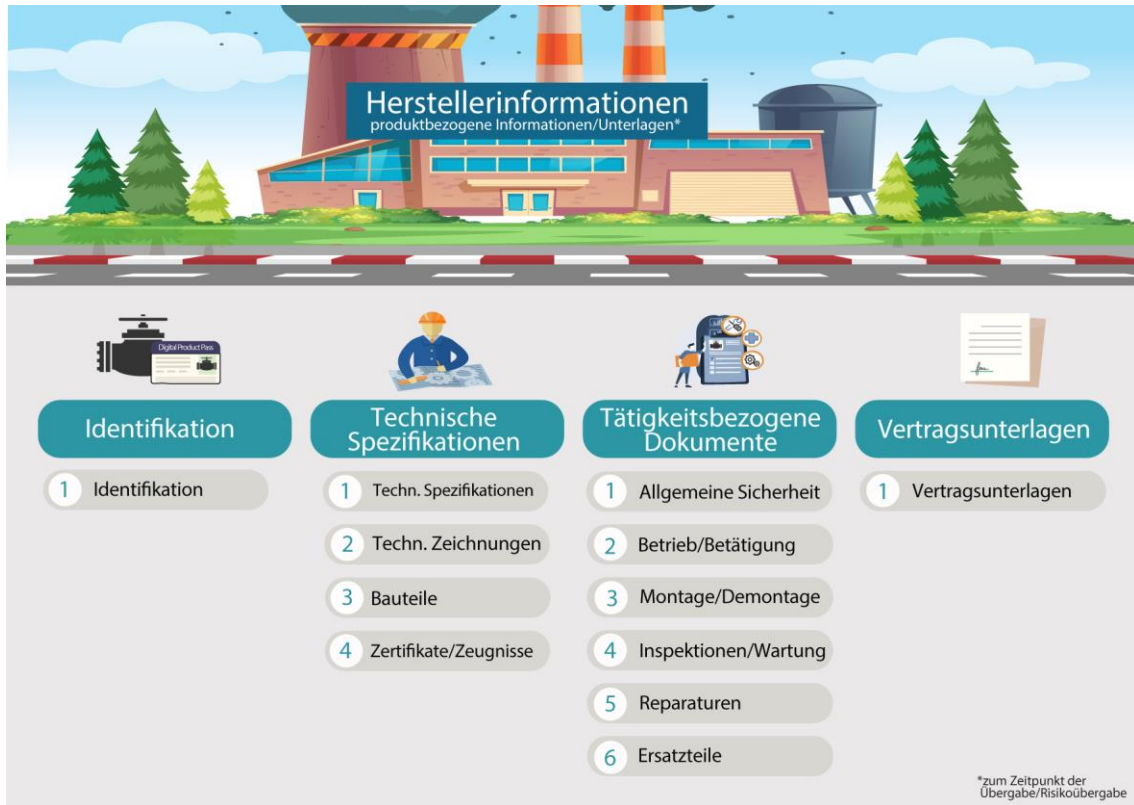 Herstellerinformationen
produktbezogene Informationen/Unterlagen*
Digital Product Pass
Identifikation
1 Identifikation
Technische
Spezifikationen
1 Techn. Spezifikationen
2 Techn. Zeichnungen
3 Bauteile
4 Zertifikate/Zeugnisse
Tätigkeitsbezogene
Dokumente
1 Allgemeine Sicherheit
2 Betrieb/Betätigung
3 Montage/Demontage
4 Inspektionen/Wartung
5 Reparaturen
6 Ersatzteile
Vertragsunterlagen
1 Vertragsunterlagen
*zum Zeitpunkt der
Übergabe/Risikoübergabe